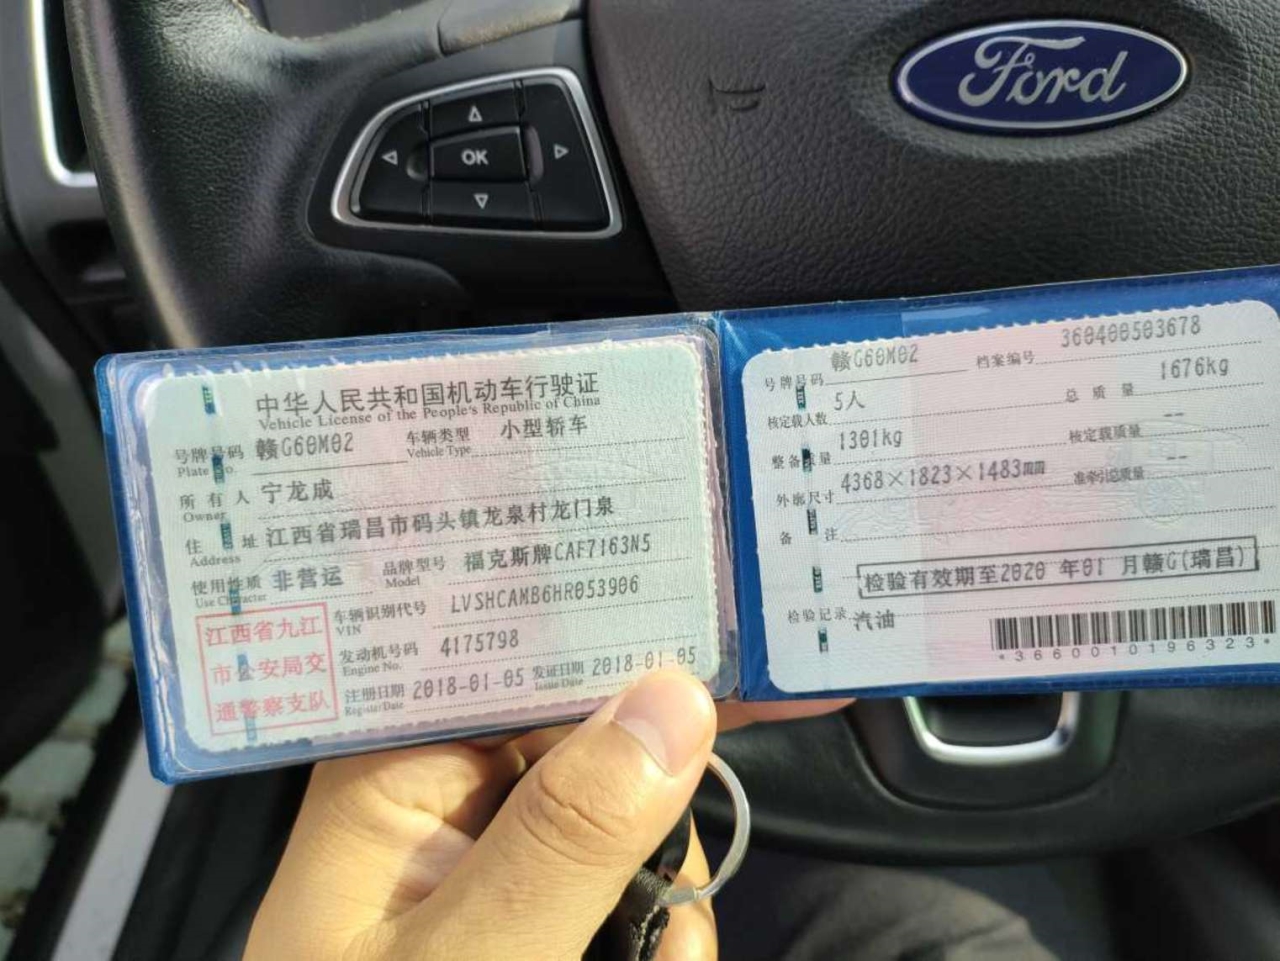 Ford
OK
中华人民共和国机动车行驶证
Vehicle License of the People's Republic of China
号牌号码 赣G60M02 车辆类型 小型轿车
Plate No. Vehicle Type
所有人 宁龙成
Owner
住址 江西省瑞昌市码头镇龙泉村龙门泉
Address
使用性质 非营运 品牌型号 福克斯牌CAF7163N5
Use Character Model
江西省九江
市公安局交
通警察支队
车辆识别代号 LVSHCAMB6HR053906
VIN
发动机号码 4175798
Engine No.
注册日期 2018-01-05 发证日期 2018-01-05
Register Date Issue Date
号牌号码 赣G60M02 档案编号 360400503678
核定载人数 5人 总质量 1676kg
整备质量 1301kg 核定载质量 --
外廓尺寸 4368×1823×1483mm 准牵引总质量 --
备注
检验有效期至2020 年01 月赣G(瑞昌)
检验记录 汽油
*3660010196323*